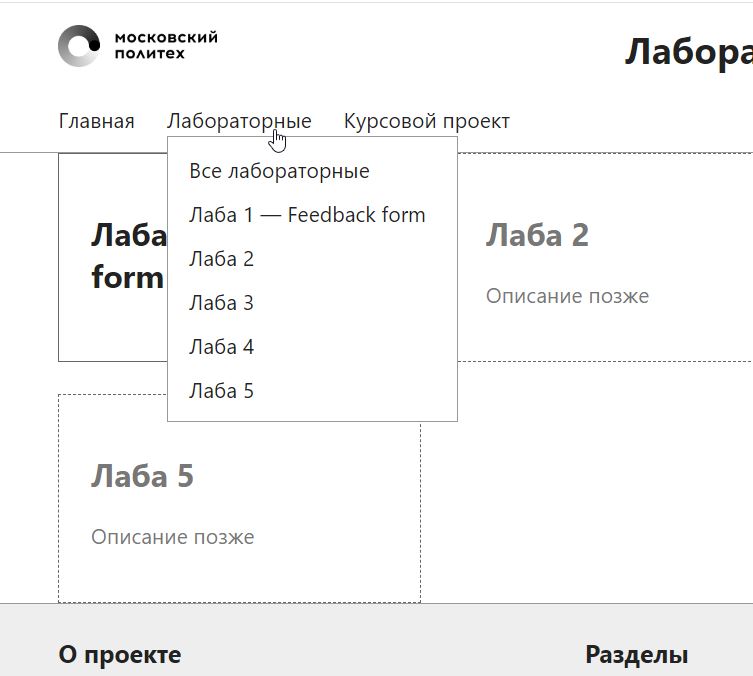 московский
политех
Лабора
Главная Лабораторные Курсовой проект
Все лабораторные
Лаба 1 — Feedback form
Лаба 2
Лаба 3
Лаба 4
Лаба 5
Лаба
form
Лаба 2
Описание позже
Лаба 5
Описание позже
О проекте
Разделы